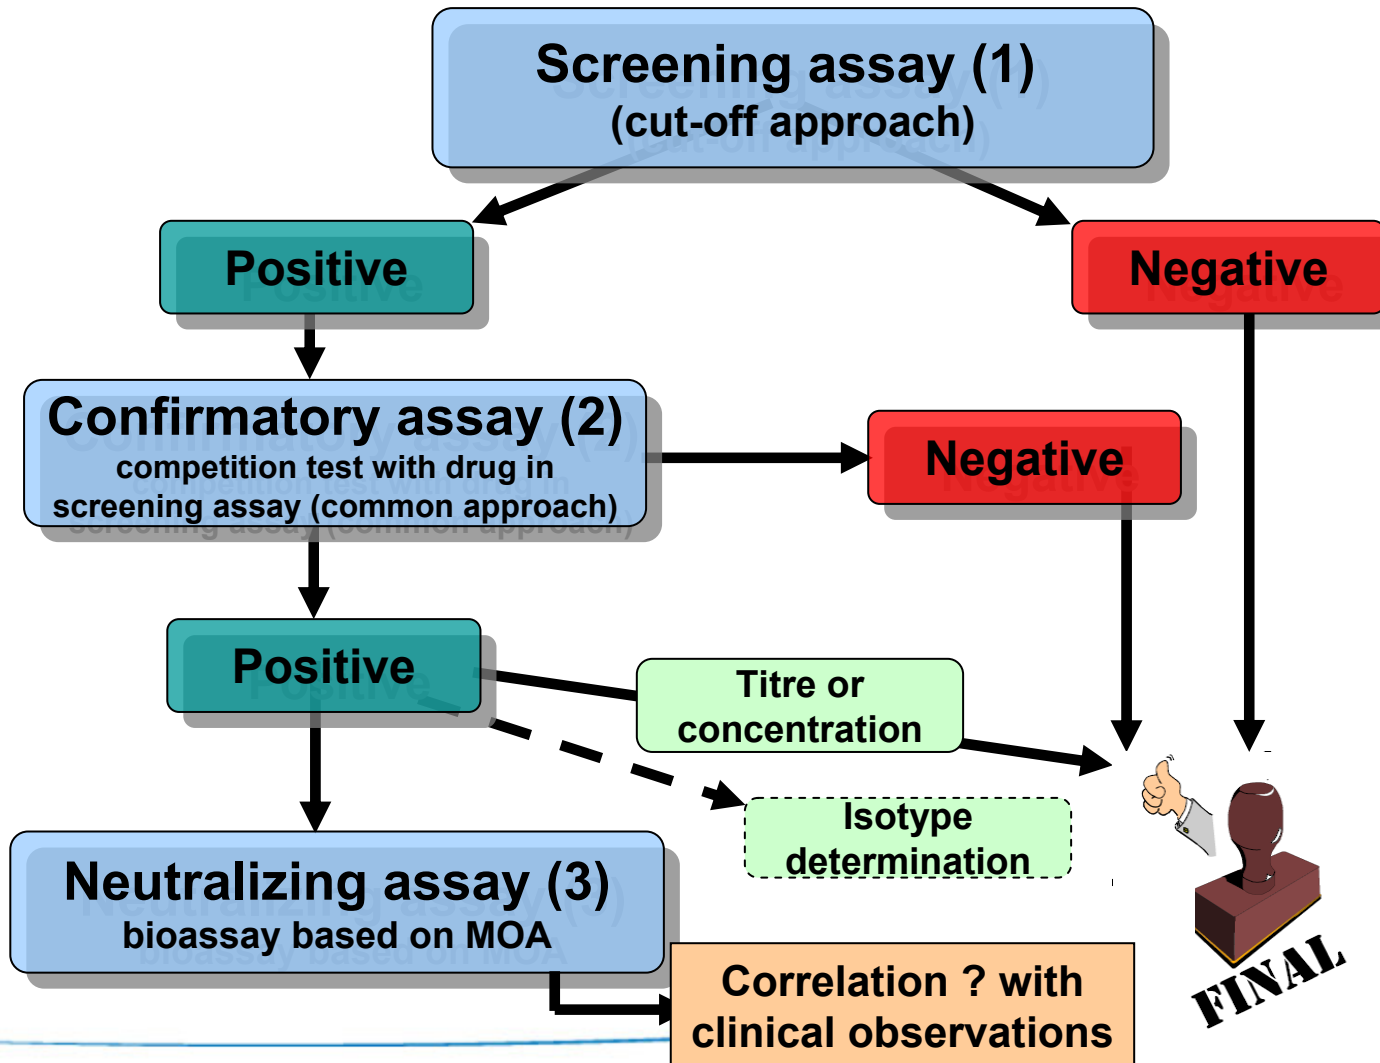 Screening assay (1)
(cut-off approach)
Positive
Negative
Confirmatory assay (2)
competition test with drug in
screening assay (common approach)
Negative
Positive
Titre or
concentration
Isotype
determination
Neutralizing assay (3)
bioassay based on MOA
Correlation ? with
clinical observations
FINAL